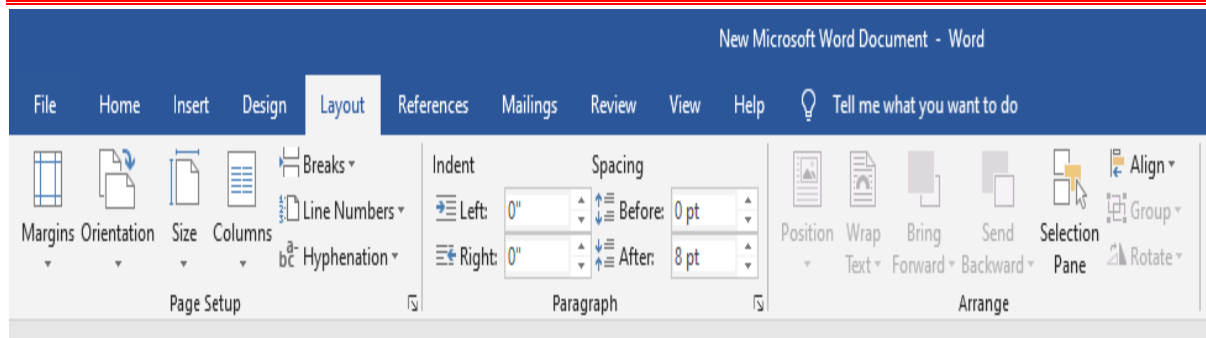 New Microsoft Word Document - Word
File Home Insert Design Layout References Mailings Review View Help Tell me what you want to do
Margins
Orientation
Size
Columns
Breaks
Line Numbers
Hyphenation
Page Setup
Indent
Left: 0"
Right: 0"
Spacing
Before: 0 pt
After: 8 pt
Paragraph
Position
Wrap
Text
Bring
Forward
Send
Backward
Selection
Pane
Align
Group
Rotate
Arrange